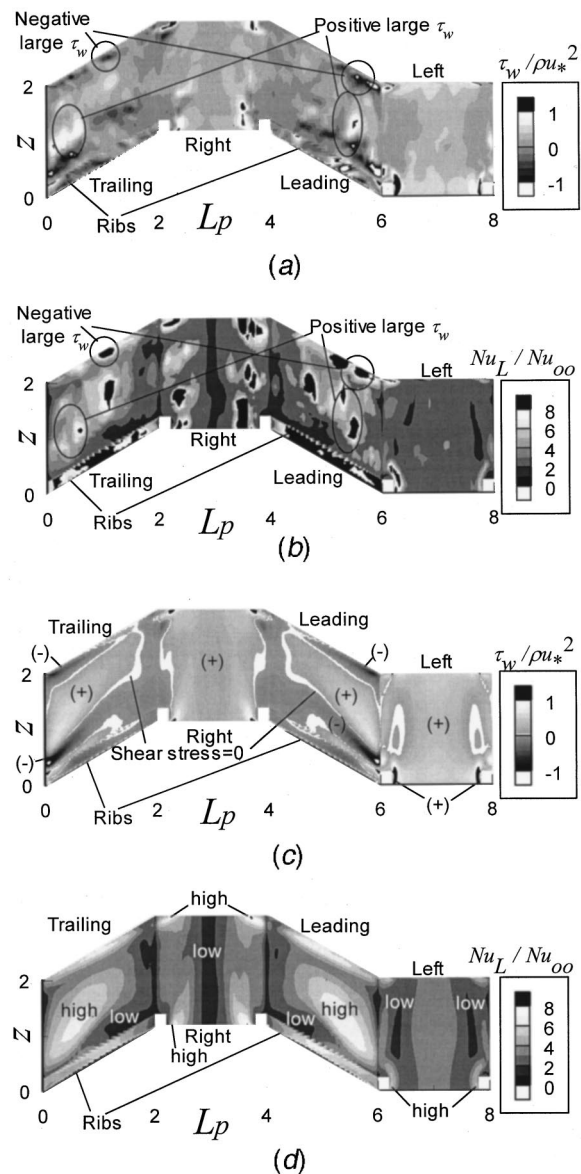 Negative large τw
Positive large τw
τw / ρu*²
Left
1
0
-1
2
Z
0
Right
Trailing
Leading
Ribs
0 2 4 6 8
Lp
(a)
Negative large τw
Positive large τw
NuL / Nuoo
Left
8
6
4
2
0
2
Z
0
Right
Trailing
Leading
Ribs
0 2 4 6 8
Lp
(b)
Trailing
Leading
τw / ρu*²
Left
(-)
(-)
(+)
(+)
(+)
(-)
(+)
1
0
-1
2
Z
0
(-)
Right
Shear stress=0
(+)
Ribs
0 2 4 6 8
Lp
(c)
high
Trailing
Leading
NuL / Nuoo
low
Left
low
low
8
6
4
2
0
2
Z
0
high
low
low
high
Right
high
high
Ribs
0 2 4 6 8
Lp
(d)